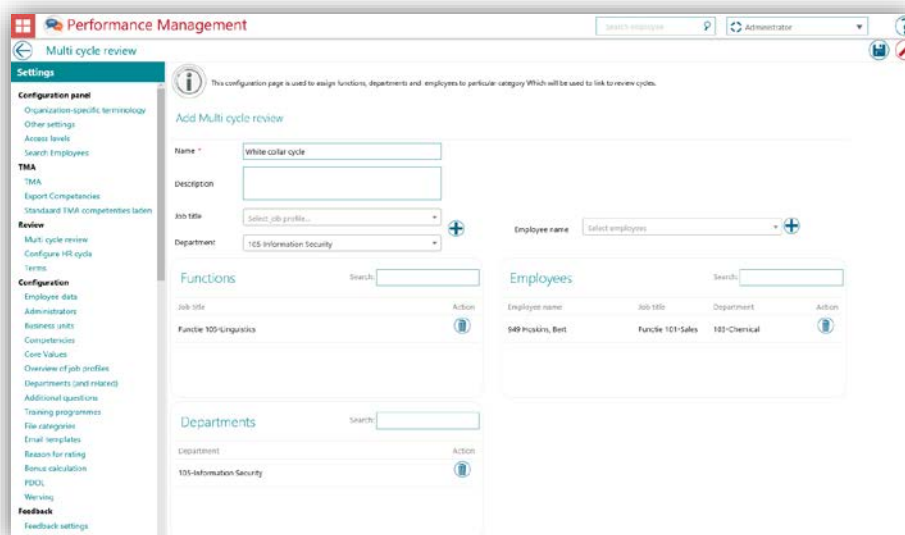 Performance Management
Search employee
Administrator
Multi cycle review
Settings
Configuration panel
Organization-specific terminology
Other settings
Access levels
Search Employees
TMA
TMA
Export Competencies
Standaard TMA competenties laden
Review
Multi cycle review
Configure HR cycle
Terms
Configuration
Employee data
Administrators
Business units
Competencies
Core Values
Overview of job profiles
Departments (and related)
Additional questions
Training programmes
File categories
Email templates
Reason for rating
Bonus calculation
PDOL
Werving
Feedback
Feedback settings
This configuration page is used to assign functions, departments and employees to particular category Which will be used to link to review cycles.
Add Multi cycle review
Name *
White collar cycle
Description
Job title
Select job profile...
Department
105-Information Security
Employee name
Select employees
Functions
Search:
Job title
Action
Functie 105-Linguistics
Employees
Search:
Employee name Job title Department Action
949 Hoskins, Bert Functie 101-Sales 103-Chemical
Departments
Search:
Department
Action
105-Information Security